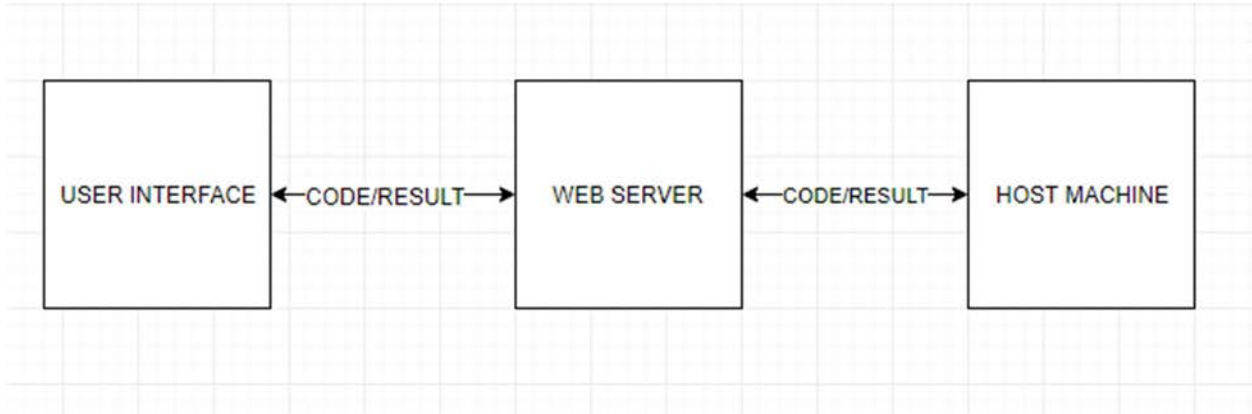 USER INTERFACE
CODE/RESULT
WEB SERVER
CODE/RESULT
HOST MACHINE